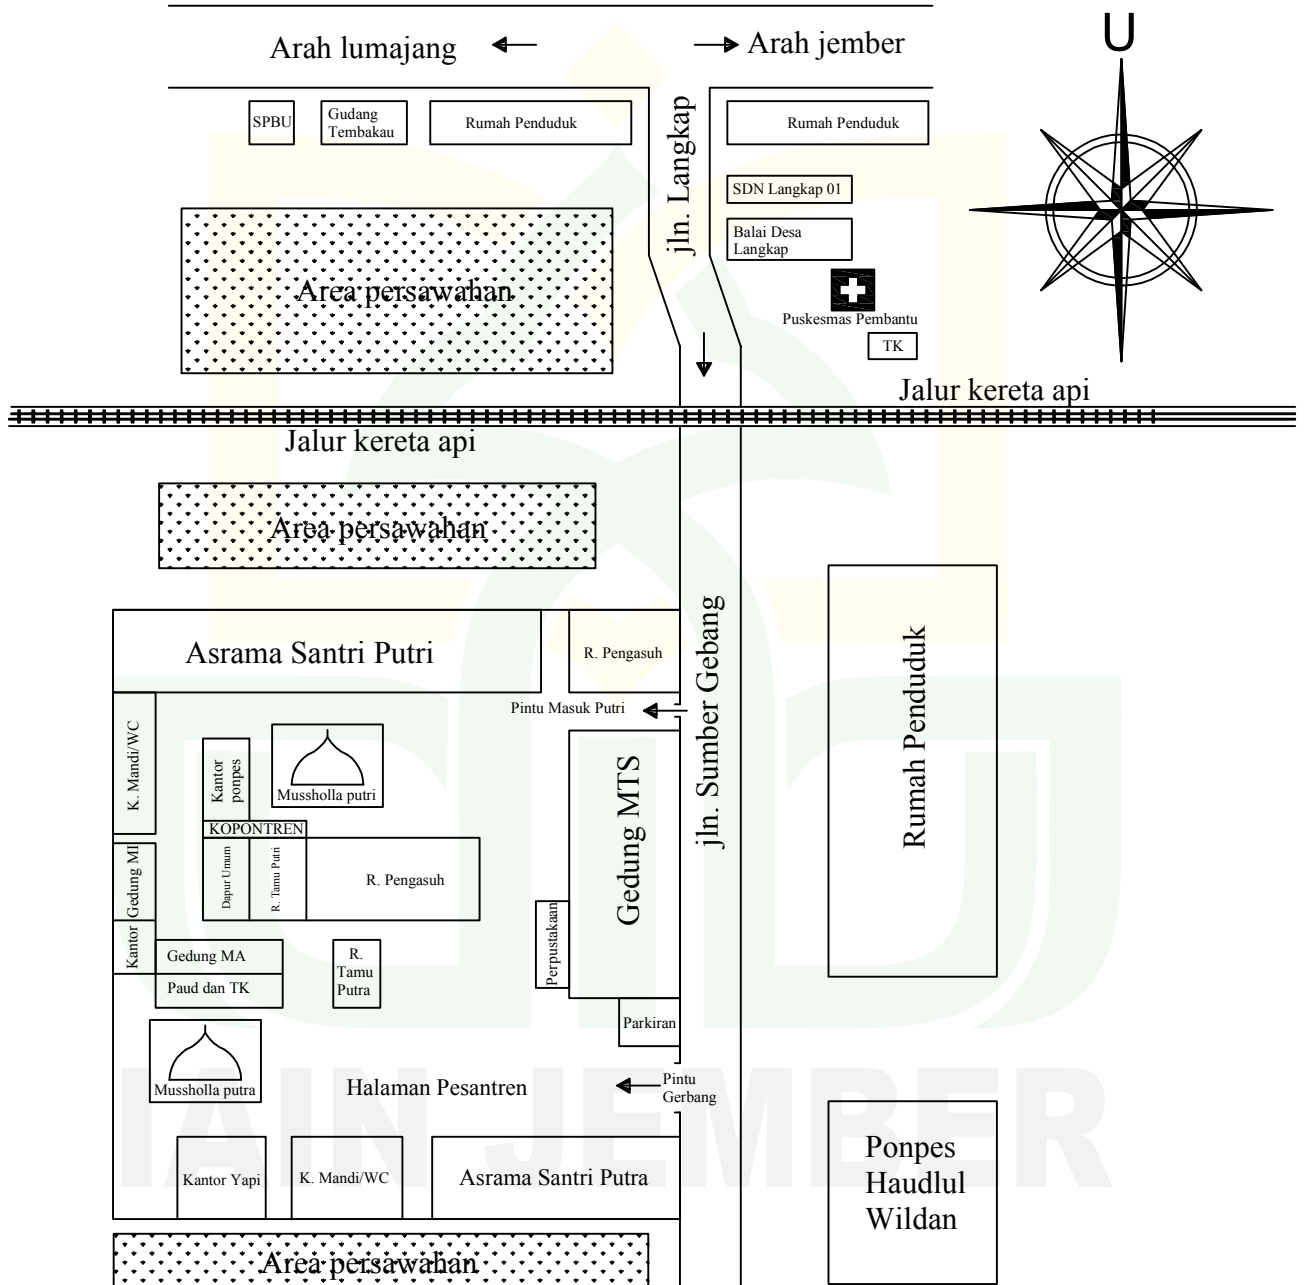 U
Arah lumajang
Arah jember
SPBU
Gudang
Tembakau
Rumah Penduduk
jln. Langkap
Rumah Penduduk
SDN Langkap 01
Balai Desa
Langkap
Area persawahan
Puskesmas Pembantu
TK
Jalur kereta api
Jalur kereta api
Area persawahan
Asrama Santri Putri
R. Pengasuh
Pintu Masuk Putri
jln. Sumber Gebang
Rumah Penduduk
K. Mandi/WC
Kantor
ponpes
Mussholla putri
Gedung MTS
KOPONTREN
Gedung MI
Dapur Umum
R. Tamu Putri
R. Pengasuh
Perpustakaan
Kantor
Gedung MA
Paud dan TK
R.
Tamu
Putra
Parkiran
Mussholla putra
Halaman Pesantren
Pintu
Gerbang
IAIN JEMBER
Kantor Yapi
K. Mandi/WC
Asrama Santri Putra
Ponpes
Haudlul
Wildan
Area persawahan